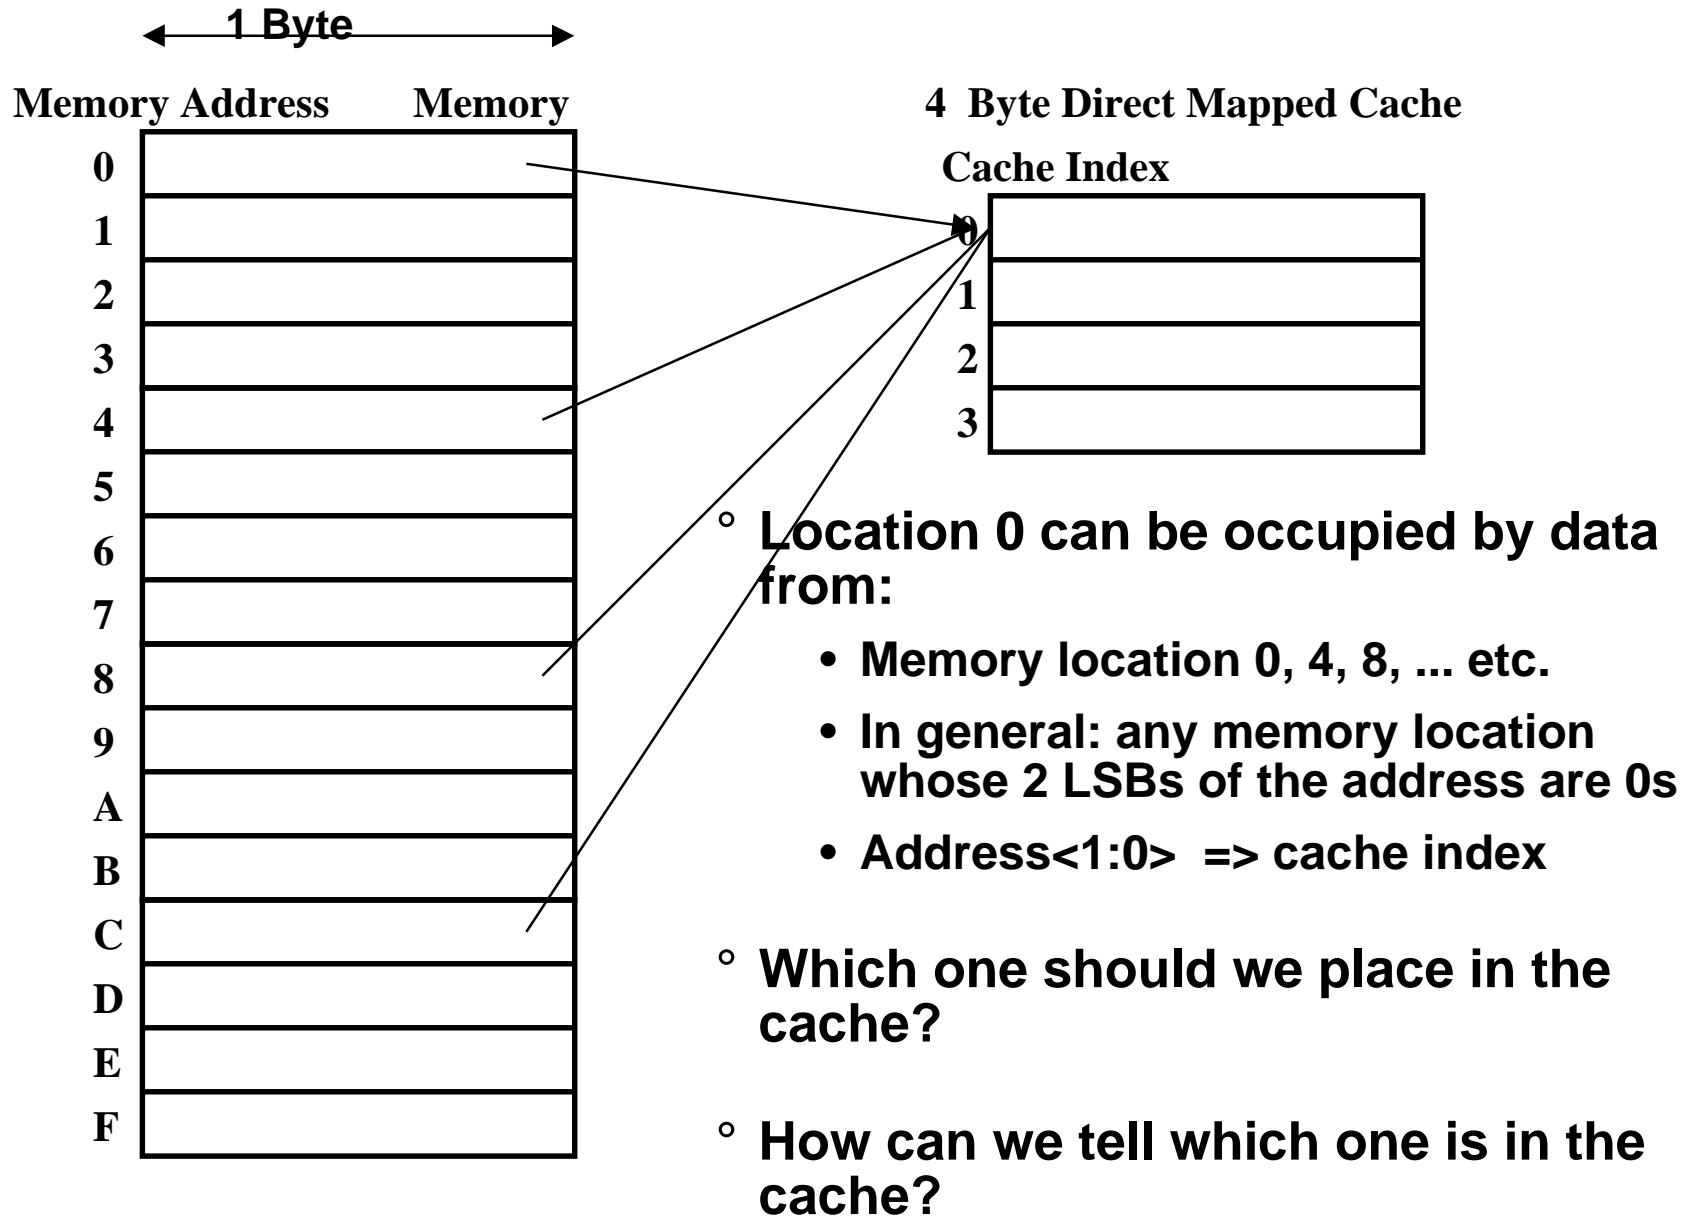 1 Byte
Memory Address Memory
0
1
2
3
4
5
6
7
8
9
A
B
C
D
E
F
4 Byte Direct Mapped Cache
Cache Index
0
1
2
3
° Location 0 can be occupied by data
from:
• Memory location 0, 4, 8, ... etc.
• In general: any memory location
whose 2 LSBs of the address are 0s
• Address<1:0> => cache index
° Which one should we place in the
cache?
° How can we tell which one is in the
cache?